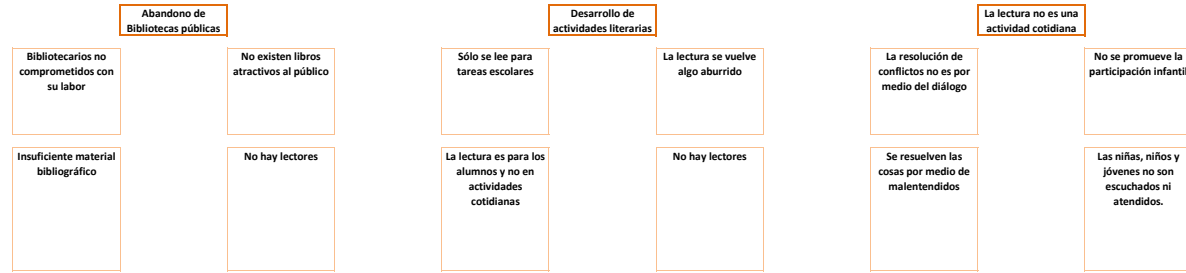 Abandono de
Bibliotecas públicas
Desarrollo de
actividades literarias
La lectura no es una
actividad cotidiana
Bibliotecarios no
comprometidos con
su labor
No existen libros
atractivos al público
Sólo se lee para
tareas escolares
La lectura se vuelve
algo aburrido
La resolución de
conflictos no es por
medio del diálogo
No se promueve la
participación infantil
Insuficiente material
bibliográfico
No hay lectores
La lectura es para los
alumnos y no en
actividades
cotidianas
No hay lectores
Se resuelven las
cosas por medio de
malentendidos
Las niñas, niños y
jóvenes no son
escuchados ni
atendidos.